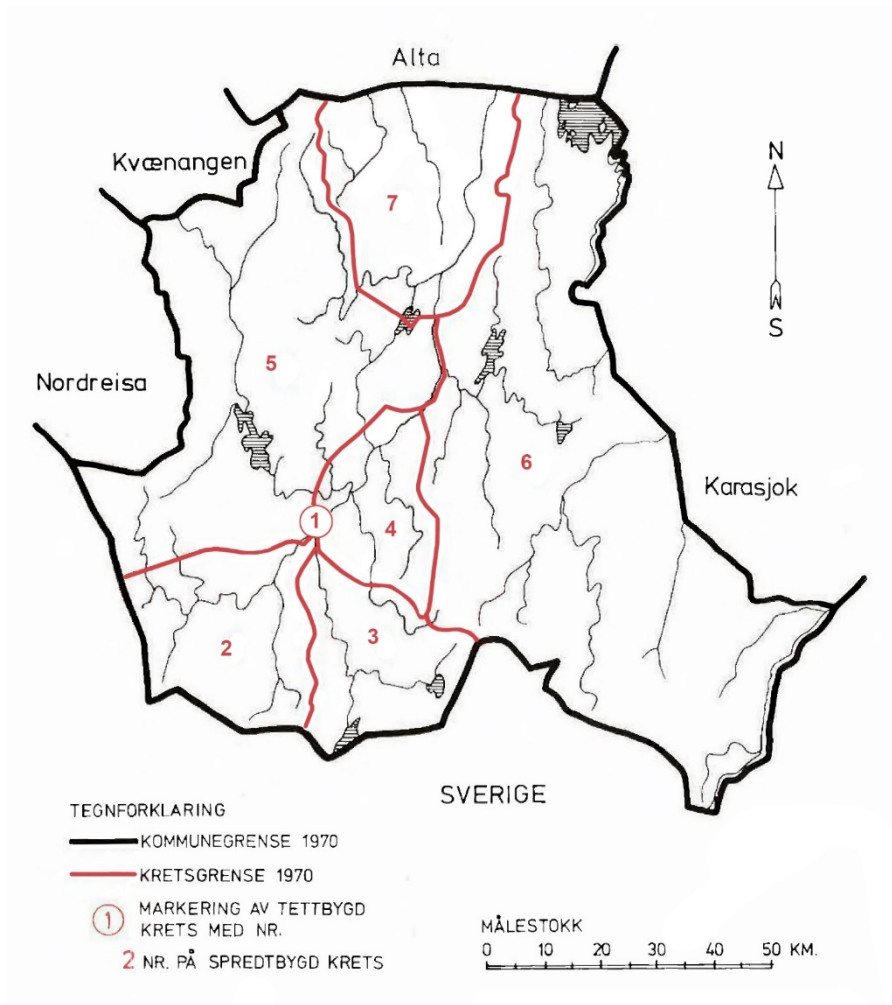 Alta
Kvænangen
N
7
S
5
Nordreisa
6
Karasjok
1
4
2
3
SVERIGE
TEGNFORKLARING
KOMMUNEGRENSE 1970
KRETSGRENSE 1970
1 MARKERING AV TETTBYGD
KRETS MED NR.
2 NR. PÅ SPREDTBYGD KRETS
MÅLESTOKK
0 10 20 30 40 50 KM.